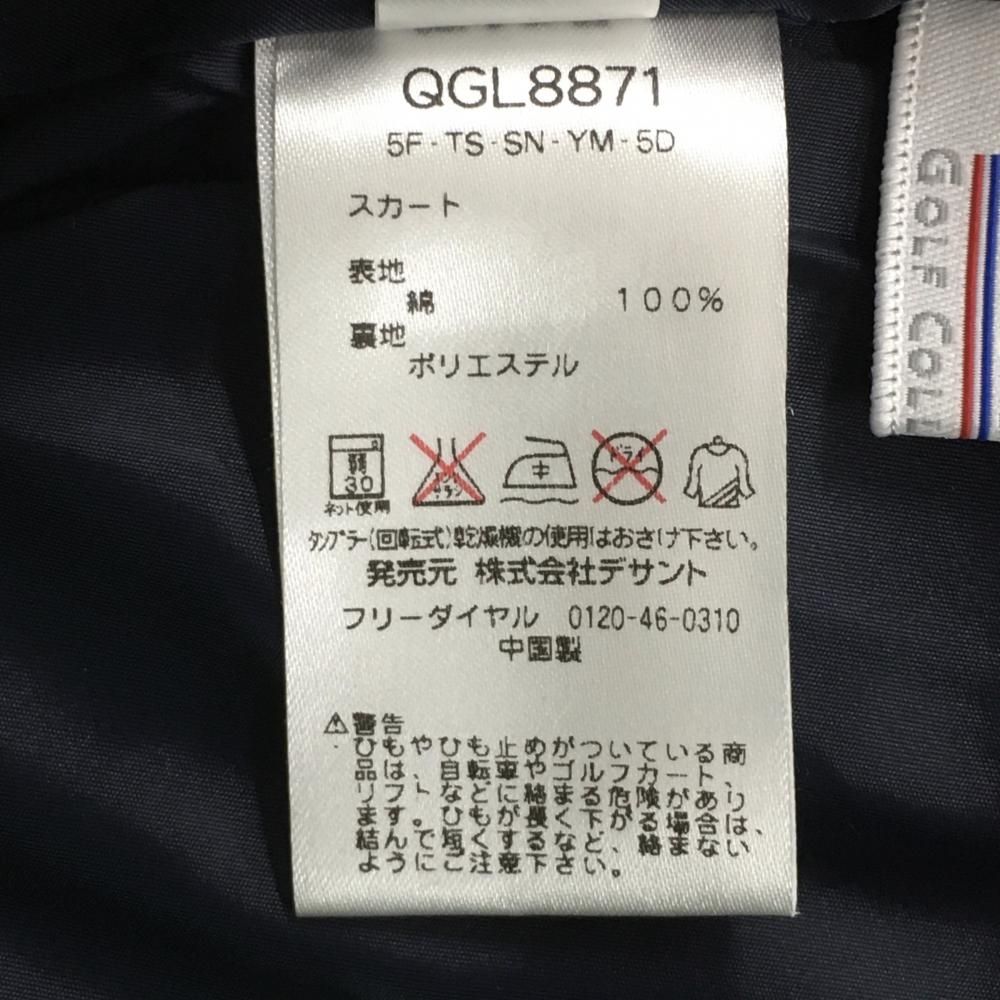 QGL8871
5F-TS-SN-YM-5D
スカート
表地
綿 100%
裏地
ポリエステル
弱
30
ネット使用
エンソ
サラシ
中
ドライ
タンブラー(回転式)乾燥機の使用はおさけ下さい。
発売元 株式会社デサント
フリーダイヤル 0120-46-0310
中国製
⚠警告
ひもやひも止めがついている商
品は、自転車やゴルフカート、
リフトなどに絡まる危険があり
ます。ひもが長く下がる場合は、
結んで短くするなど、絡まない
ようにご注意下さい。
GOLF COLL